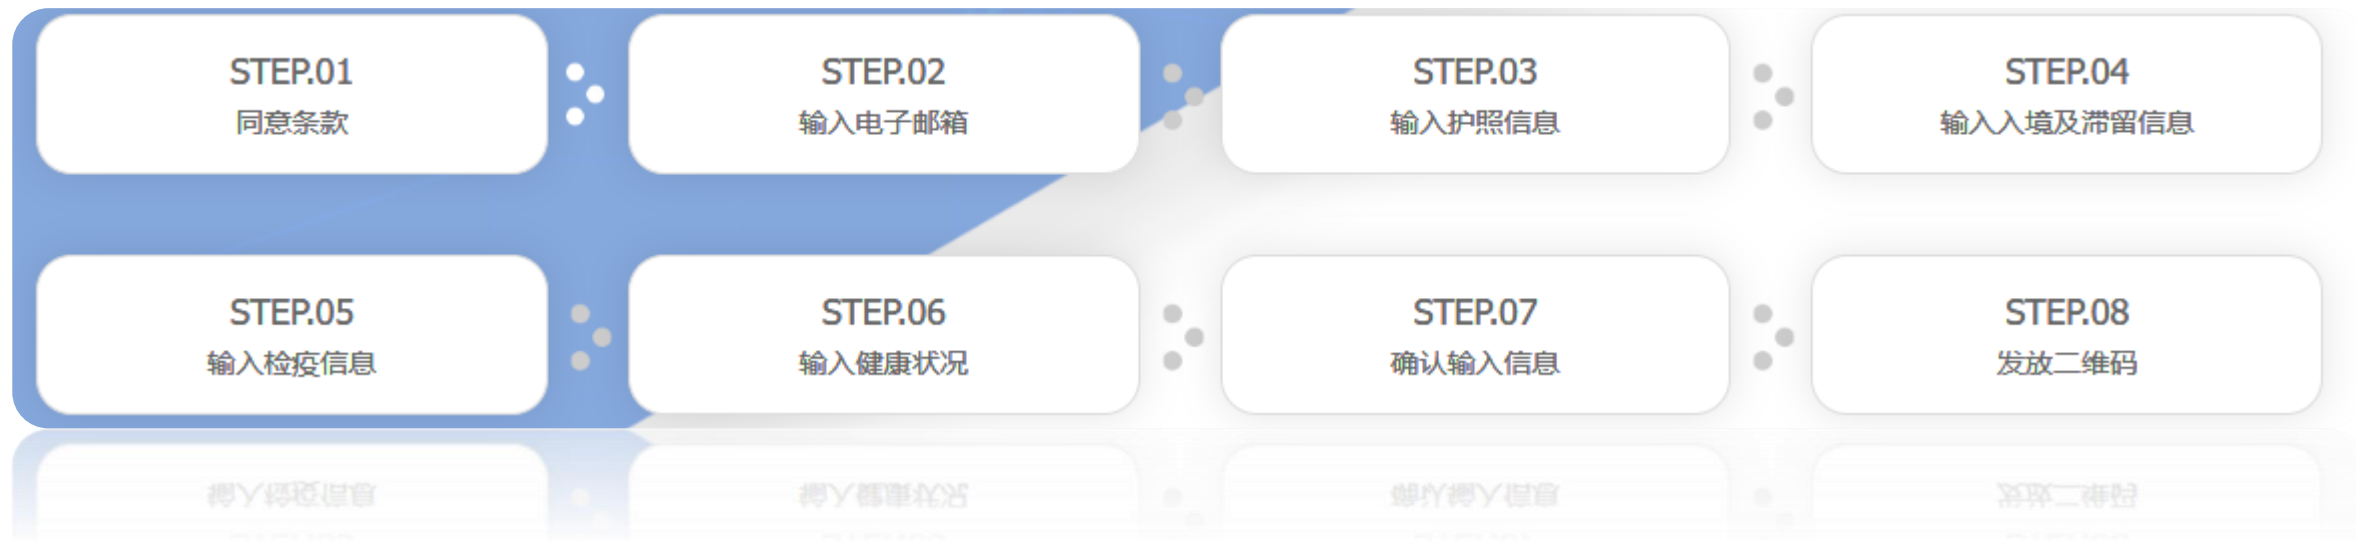 STEP.01
同意条款
STEP.02
输入电子邮箱
STEP.03
输入护照信息
STEP.04
输入入境及滞留信息
STEP.05
输入检疫信息
STEP.06
输入健康状况
STEP.07
确认输入信息
STEP.08
发放二维码